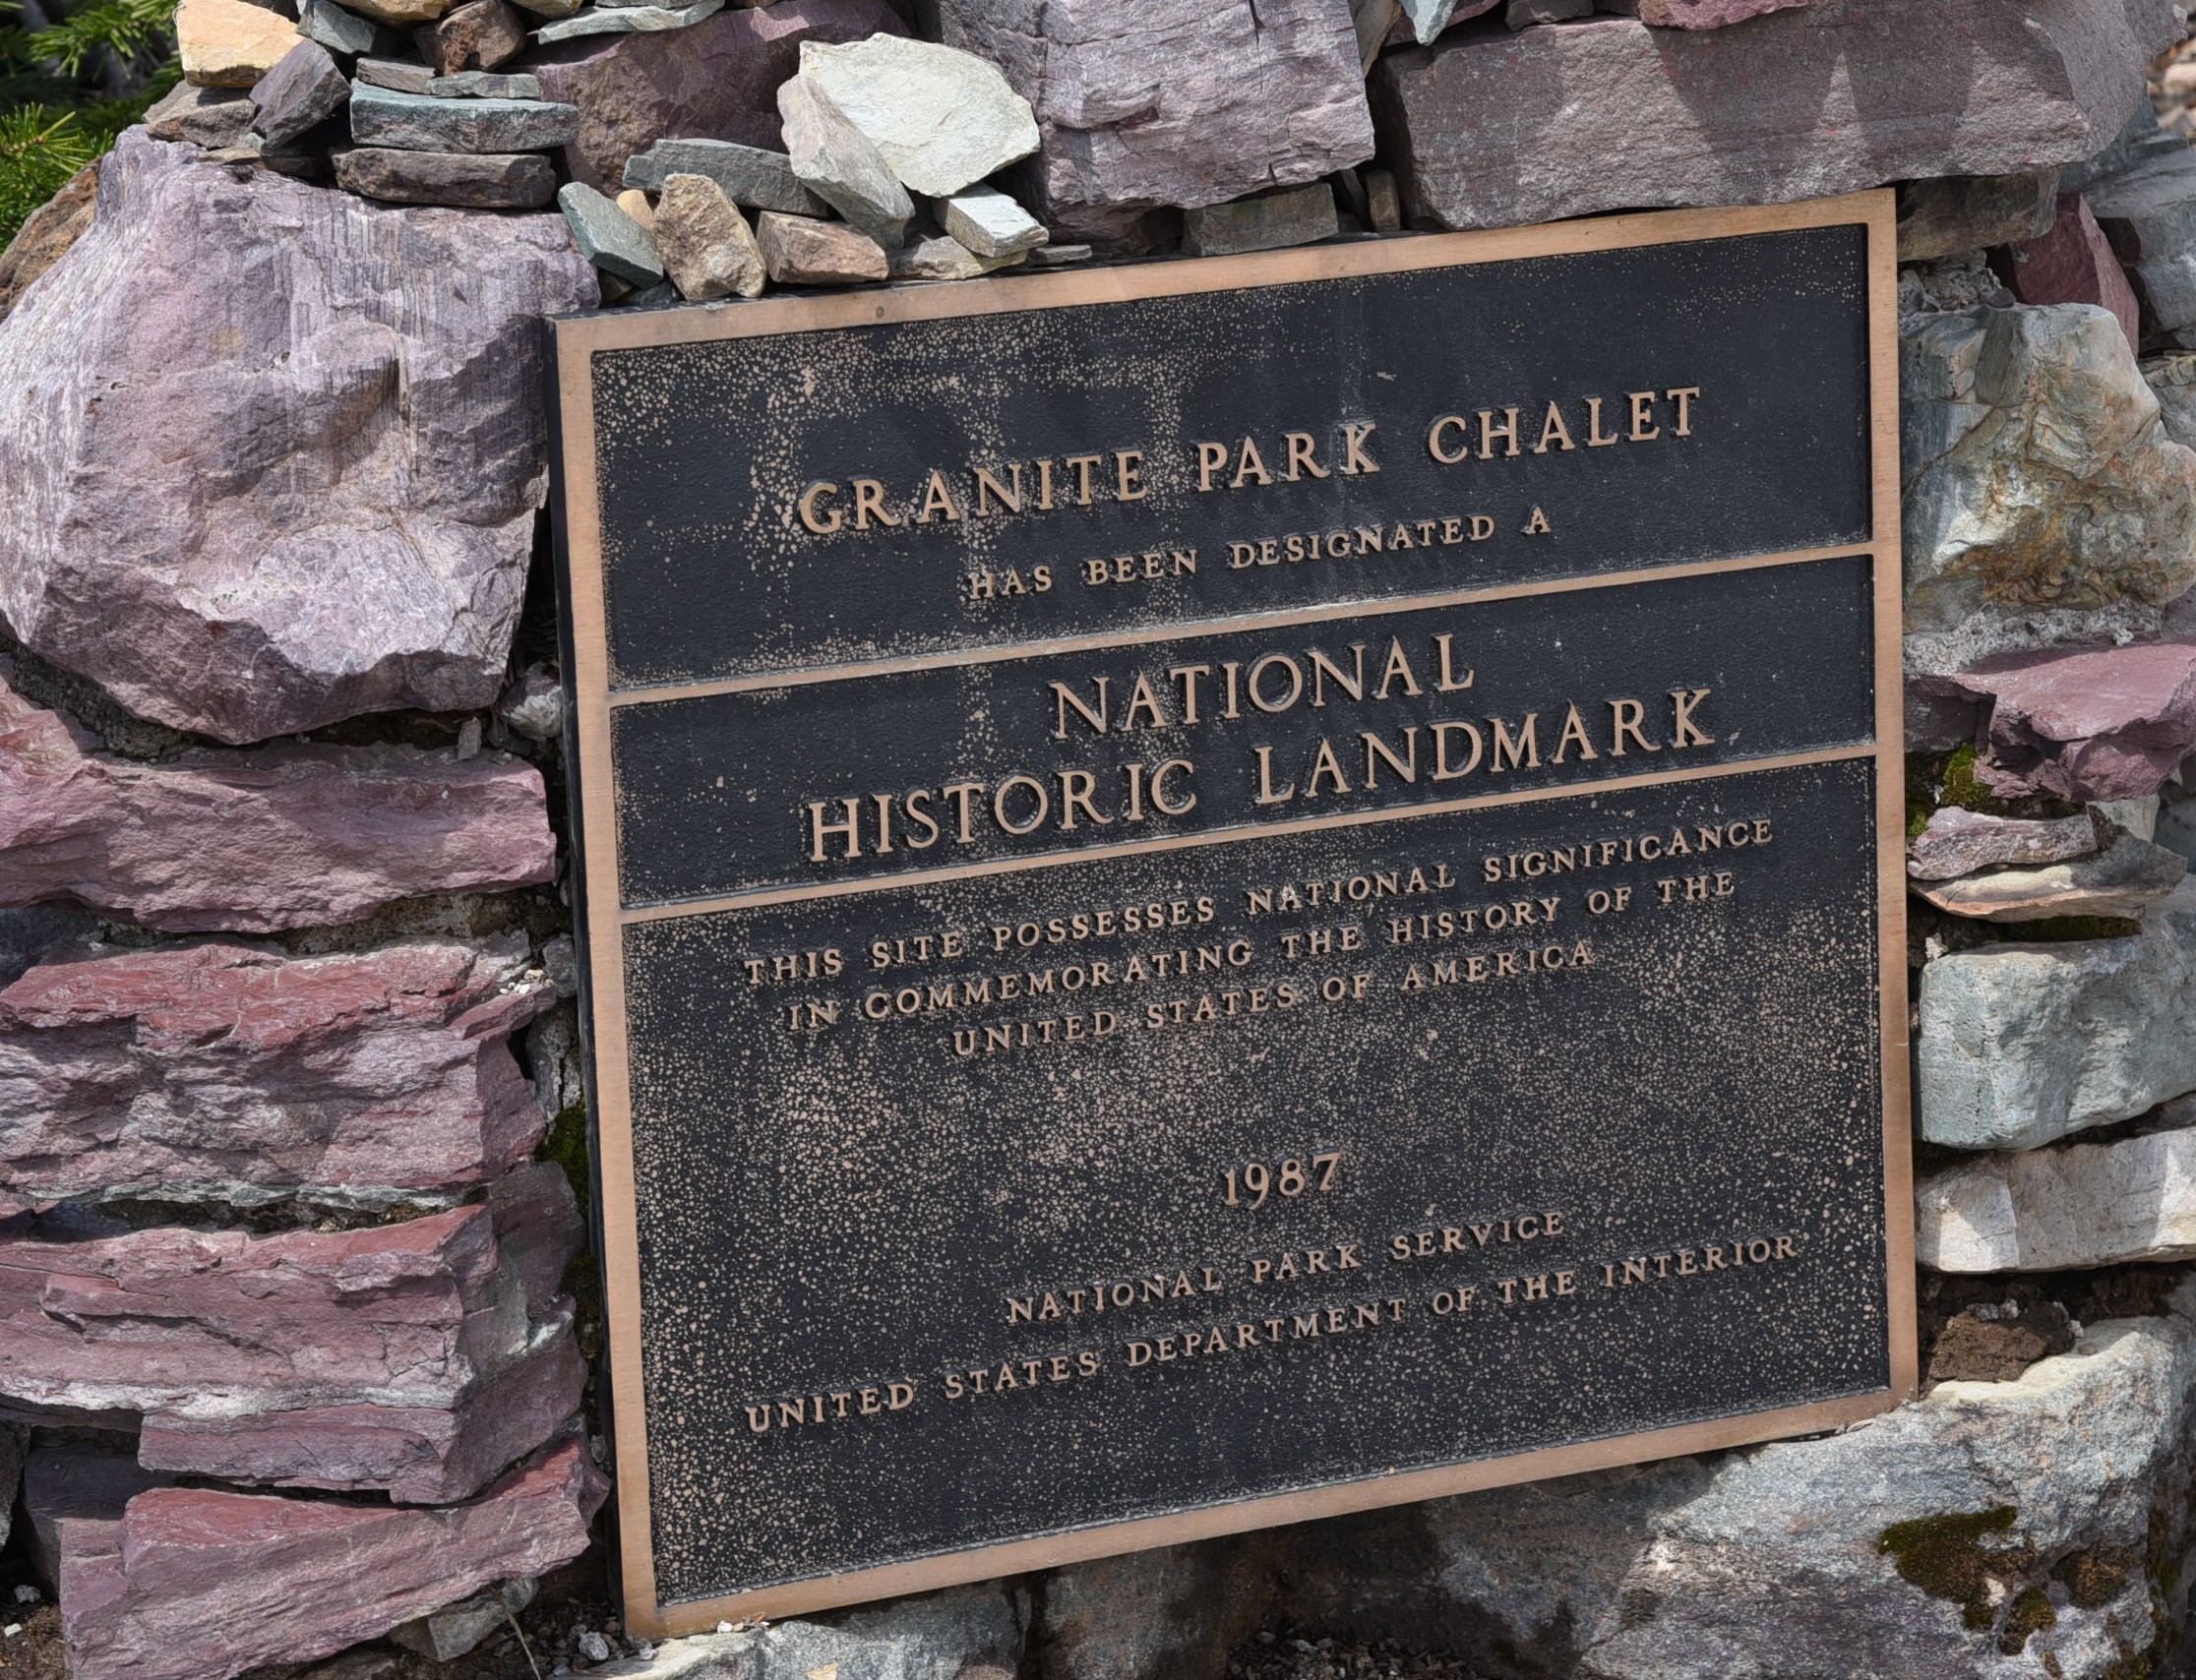 GRANITE PARK CHALET
HAS BEEN DESIGNATED A
NATIONAL
HISTORIC LANDMARK
THIS SITE POSSESSES NATIONAL SIGNIFICANCE
IN COMMEMORATING THE HISTORY OF THE
UNITED STATES OF AMERICA
1987
NATIONAL PARK SERVICE
UNITED STATES DEPARTMENT OF THE INTERIOR